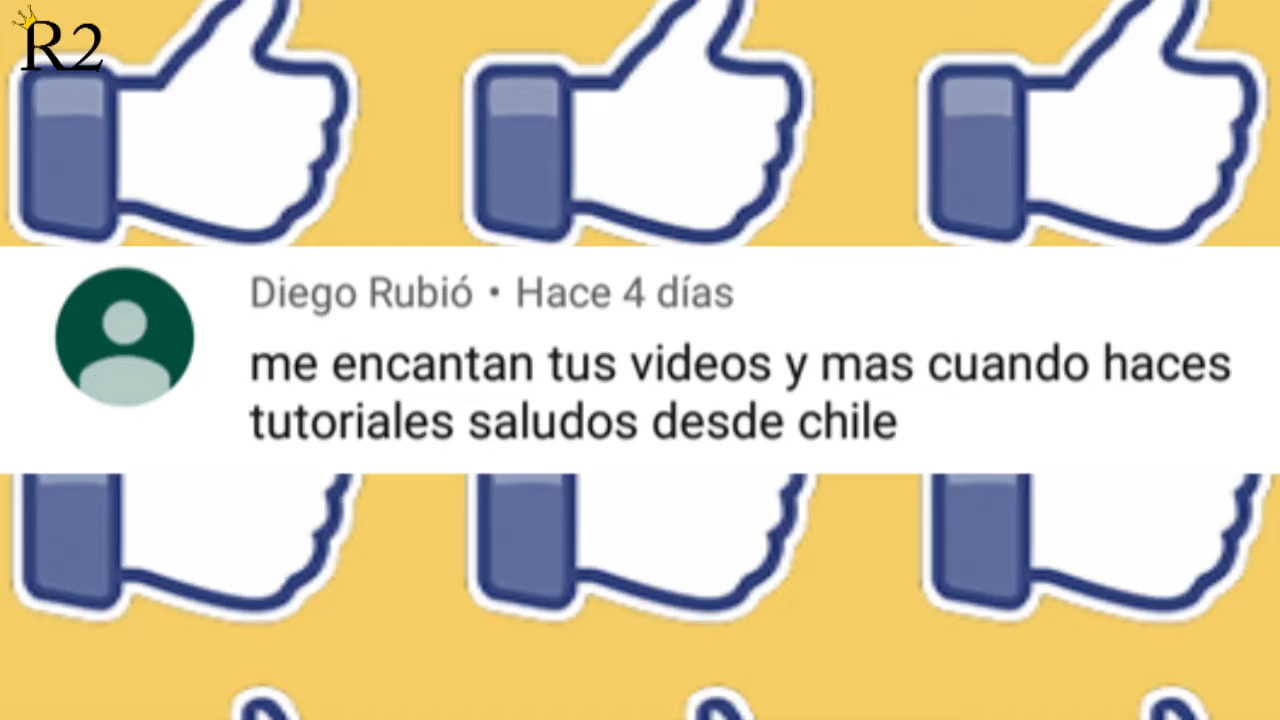 R2
Diego Rubió • Hace 4 días
me encantan tus videos y mas cuando haces
tutoriales saludos desde chile